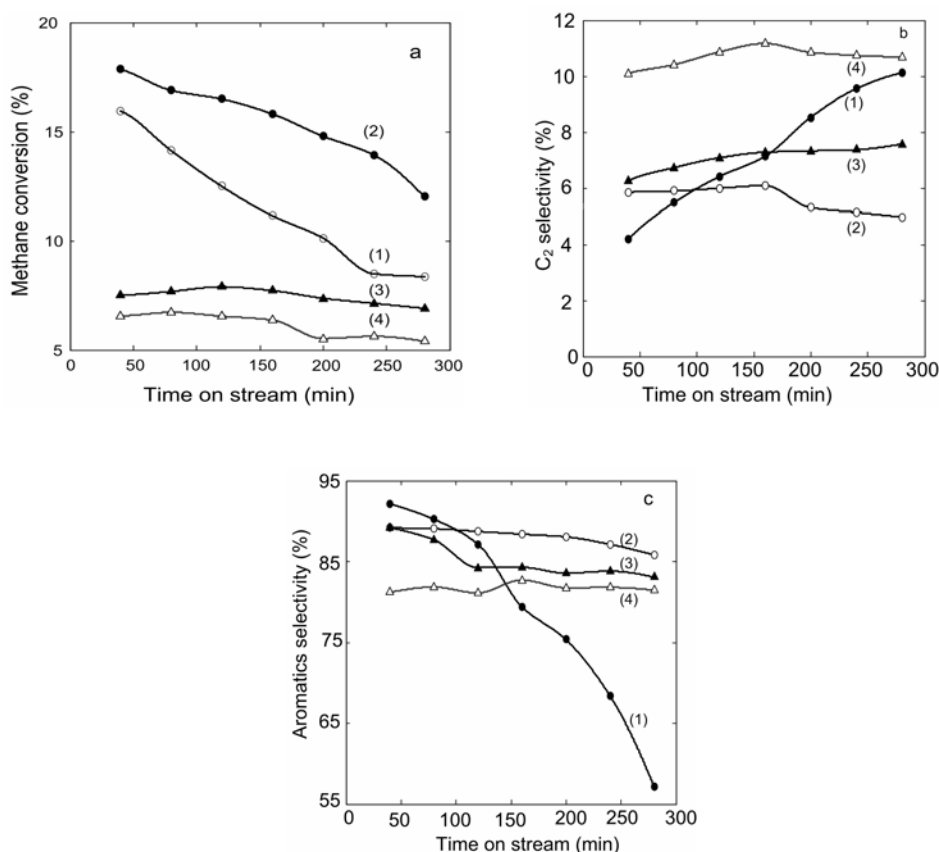 a
Methane conversion (%)
20
15
10
5
(2)
(1)
(3)
(4)
0 50 100 150 200 250 300
Time on stream (min)
b
C₂ selectivity (%)
12
10
8
6
4
2
0
(4)
(1)
(3)
(2)
50 100 150 200 250 300
Time on stream (min)
c
Aromatics selectivity (%)
95
85
75
65
55
(2)
(3)
(4)
(1)
0 50 100 150 200 250 300
Time on stream (min)